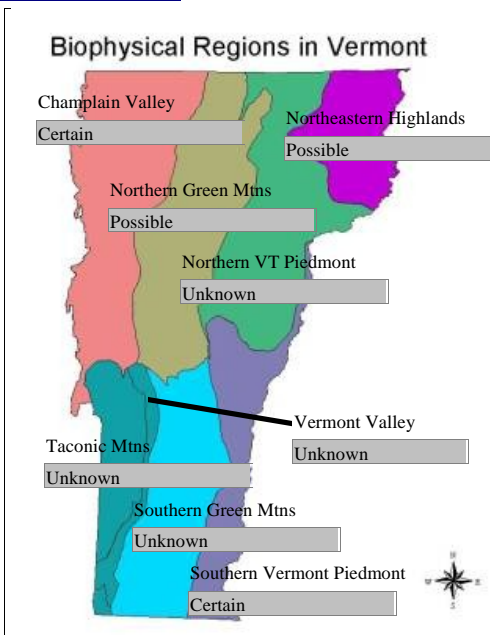 Biophysical Regions in Vermont
Champlain Valley
Certain
Northeastern Highlands
Possible
Northern Green Mtns
Possible
Northern VT Piedmont
Unknown
Vermont Valley
Unknown
Taconic Mtns
Unknown
Southern Green Mtns
Unknown
Southern Vermont Piedmont
Certain
N
W
E
S